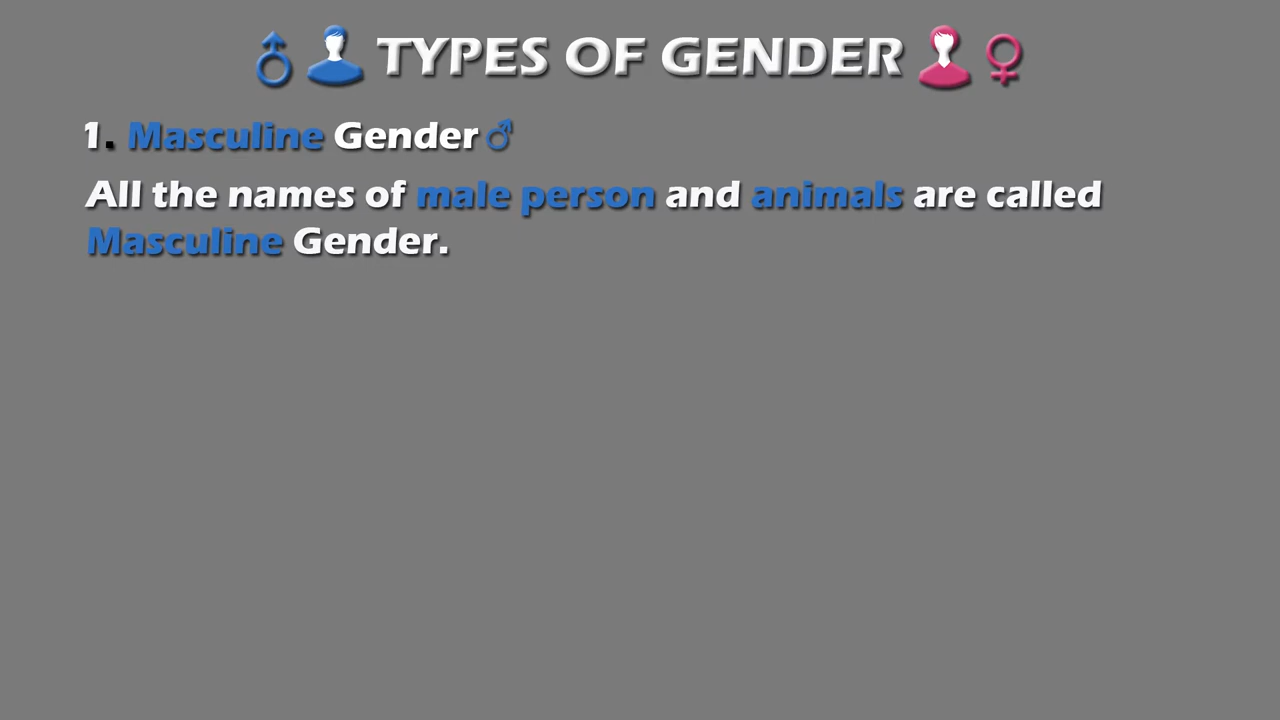 TYPES OF GENDER
1. Masculine Gender ♂
All the names of male person and animals are called
Masculine Gender.